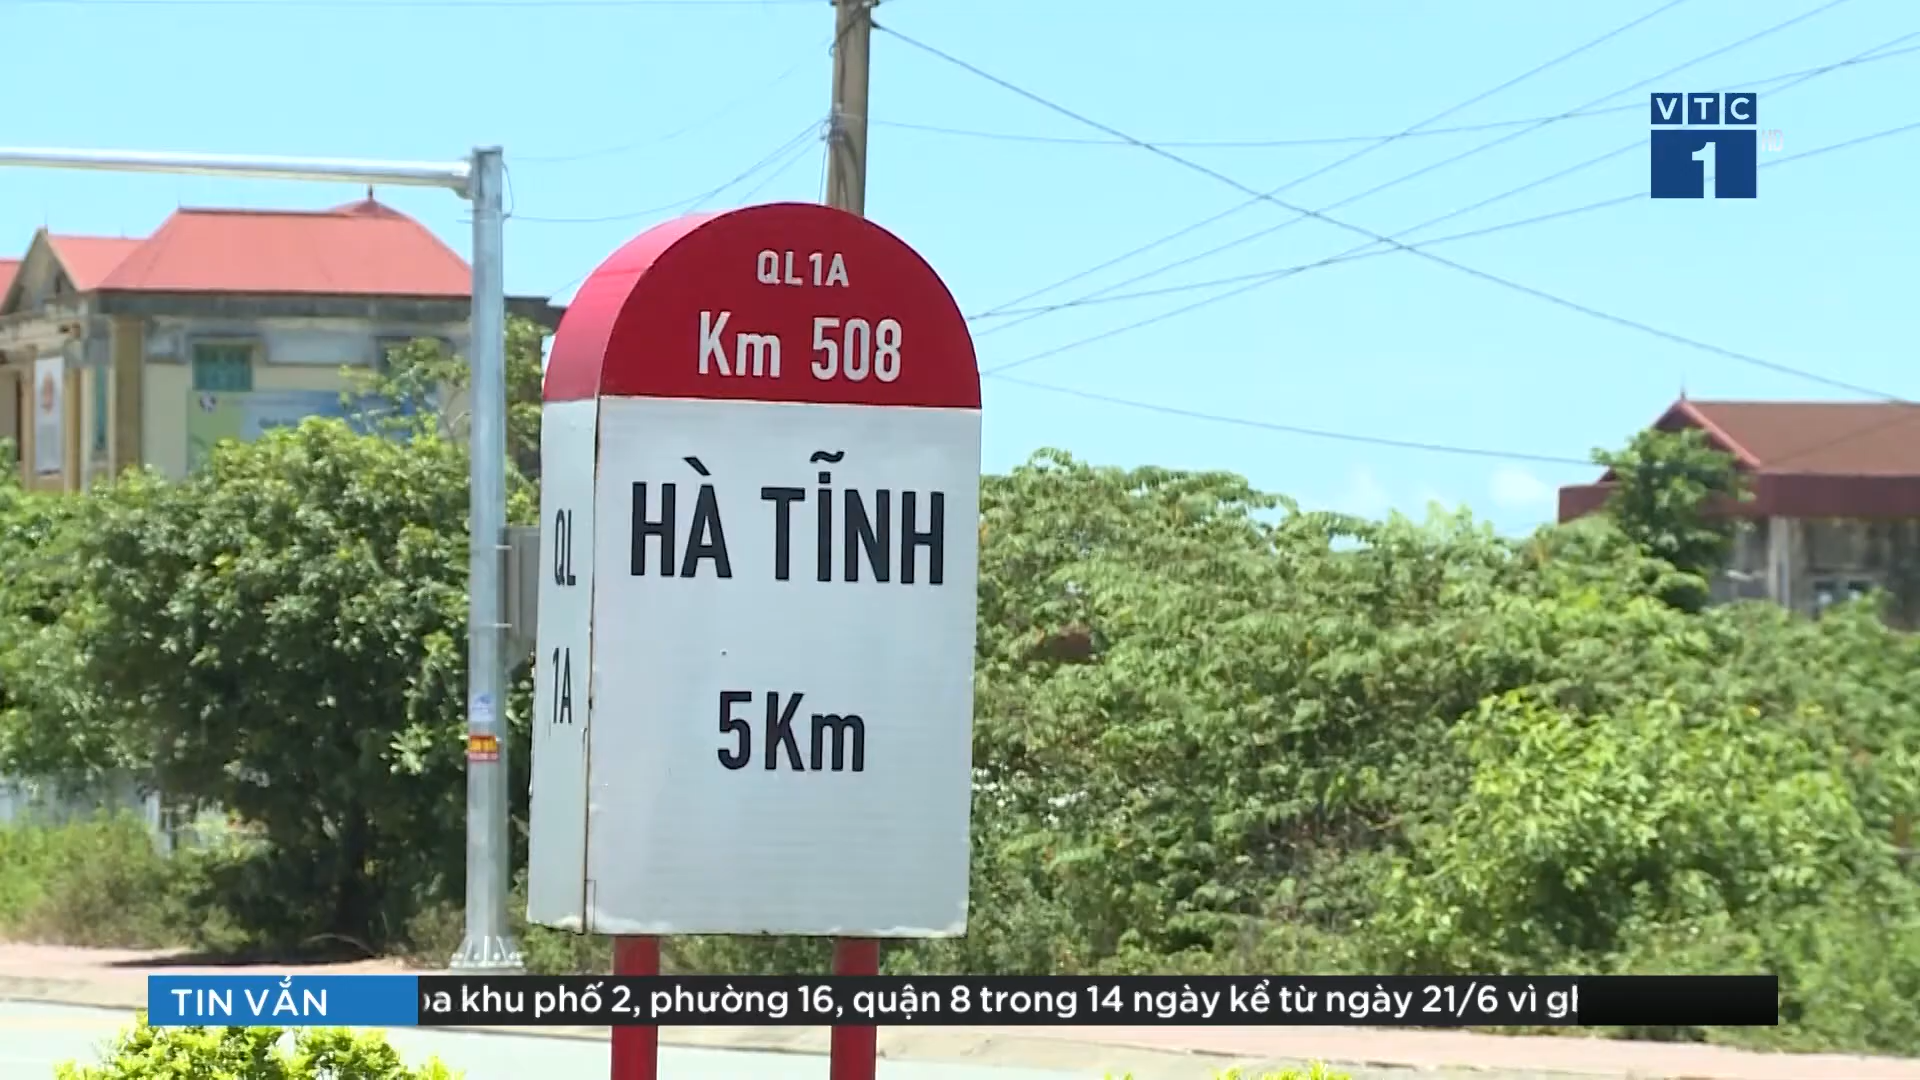 VTC
1
HD
QL1A
Km 508
HÀ TĨNH
5Km
QL
1A
TIN VẮN
khu phố 2, phường 16, quận 8 trong 14 ngày kể từ ngày 21/6 vì